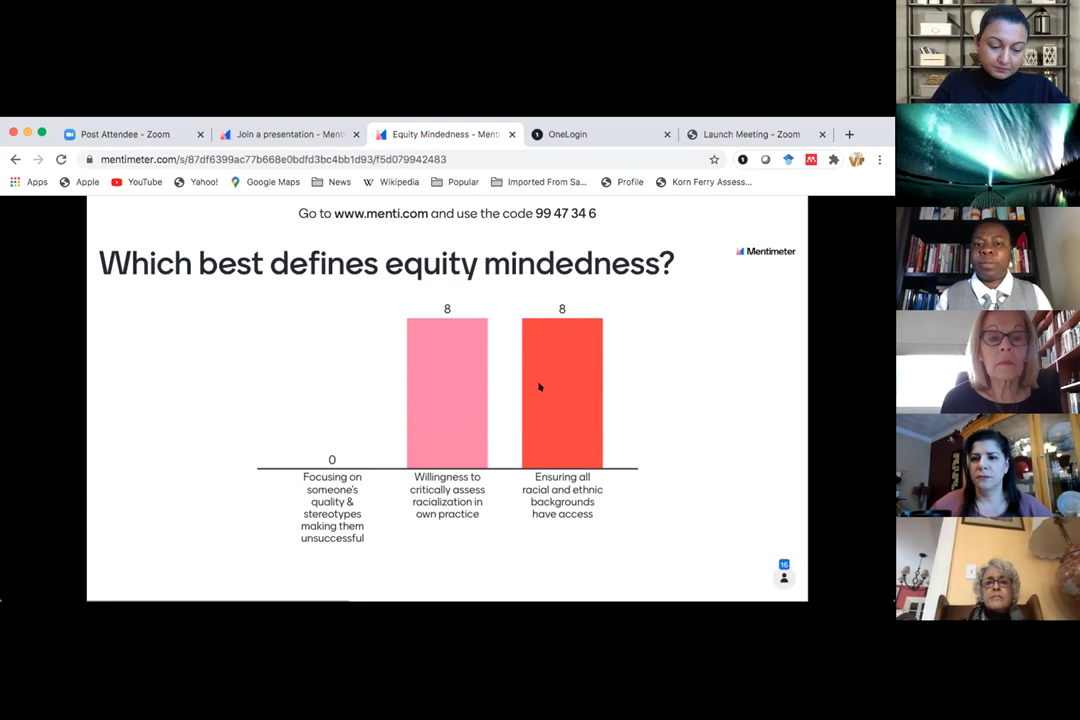 Post Attendee - Zoom
Join a presentation - Menti
Equity Mindedness - Menti
OneLogin
Launch Meeting - Zoom
mentimeter.com/s/87df6399ac77b668e0bdfd3bc4bb1d93/f5d079942483
Apps
Apple
YouTube
Yahoo!
Google Maps
News
Wikipedia
Popular
Imported From Sa...
Profile
Korn Ferry Assess...
Go to www.menti.com and use the code 99 47 34 6
Which best defines equity mindedness?
Mentimeter
8
8
0
Focusing on
someone's
quality &
stereotypes
making them
unsuccessful
Willingness to
critically assess
racialization in
own practice
Ensuring all
racial and ethnic
backgrounds
have access
16